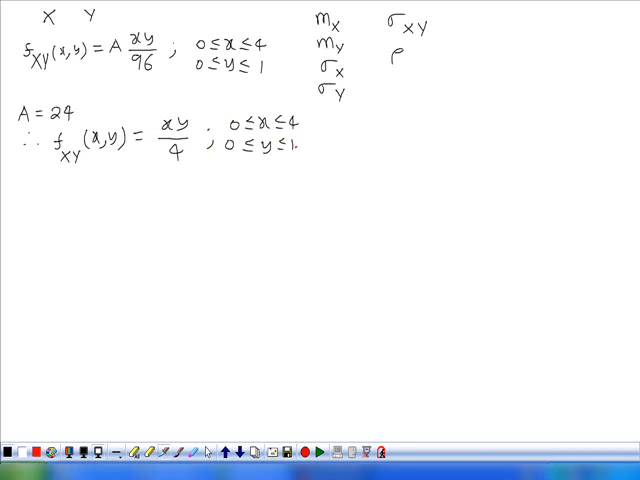 X Y
f_XY(x,y) = A xy/96 ; 0≤x≤4
0≤y≤1
m_X
m_Y
σ_X
σ_Y
σ_XY
ρ
A = 24
∴ f_XY(x,y) = xy/4 ; 0≤x≤4
0≤y≤1